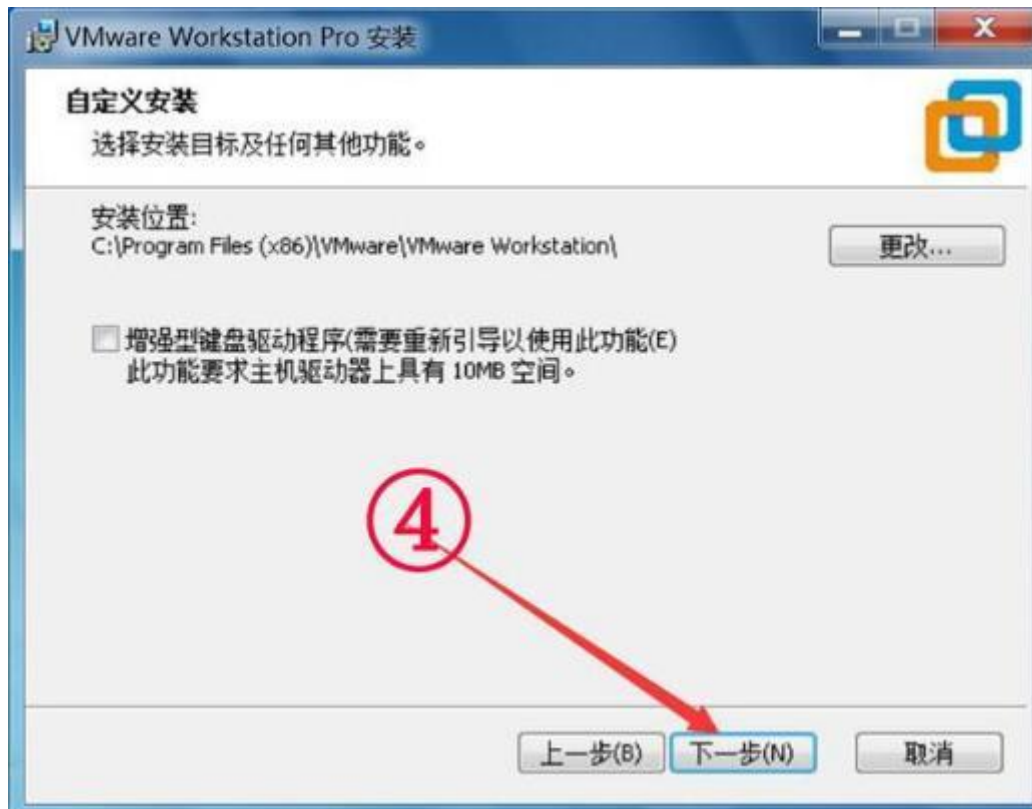 VMware Workstation Pro 安装
自定义安装
选择安装目标及任何其他功能。
安装位置:
C:\Program Files (x86)\VMware\VMware Workstation\
更改...
增强型键盘驱动程序(需要重新引导以使用此功能(E)
此功能要求主机驱动器上具有 10MB 空间。
④
上一步(B) 下一步(N) 取消